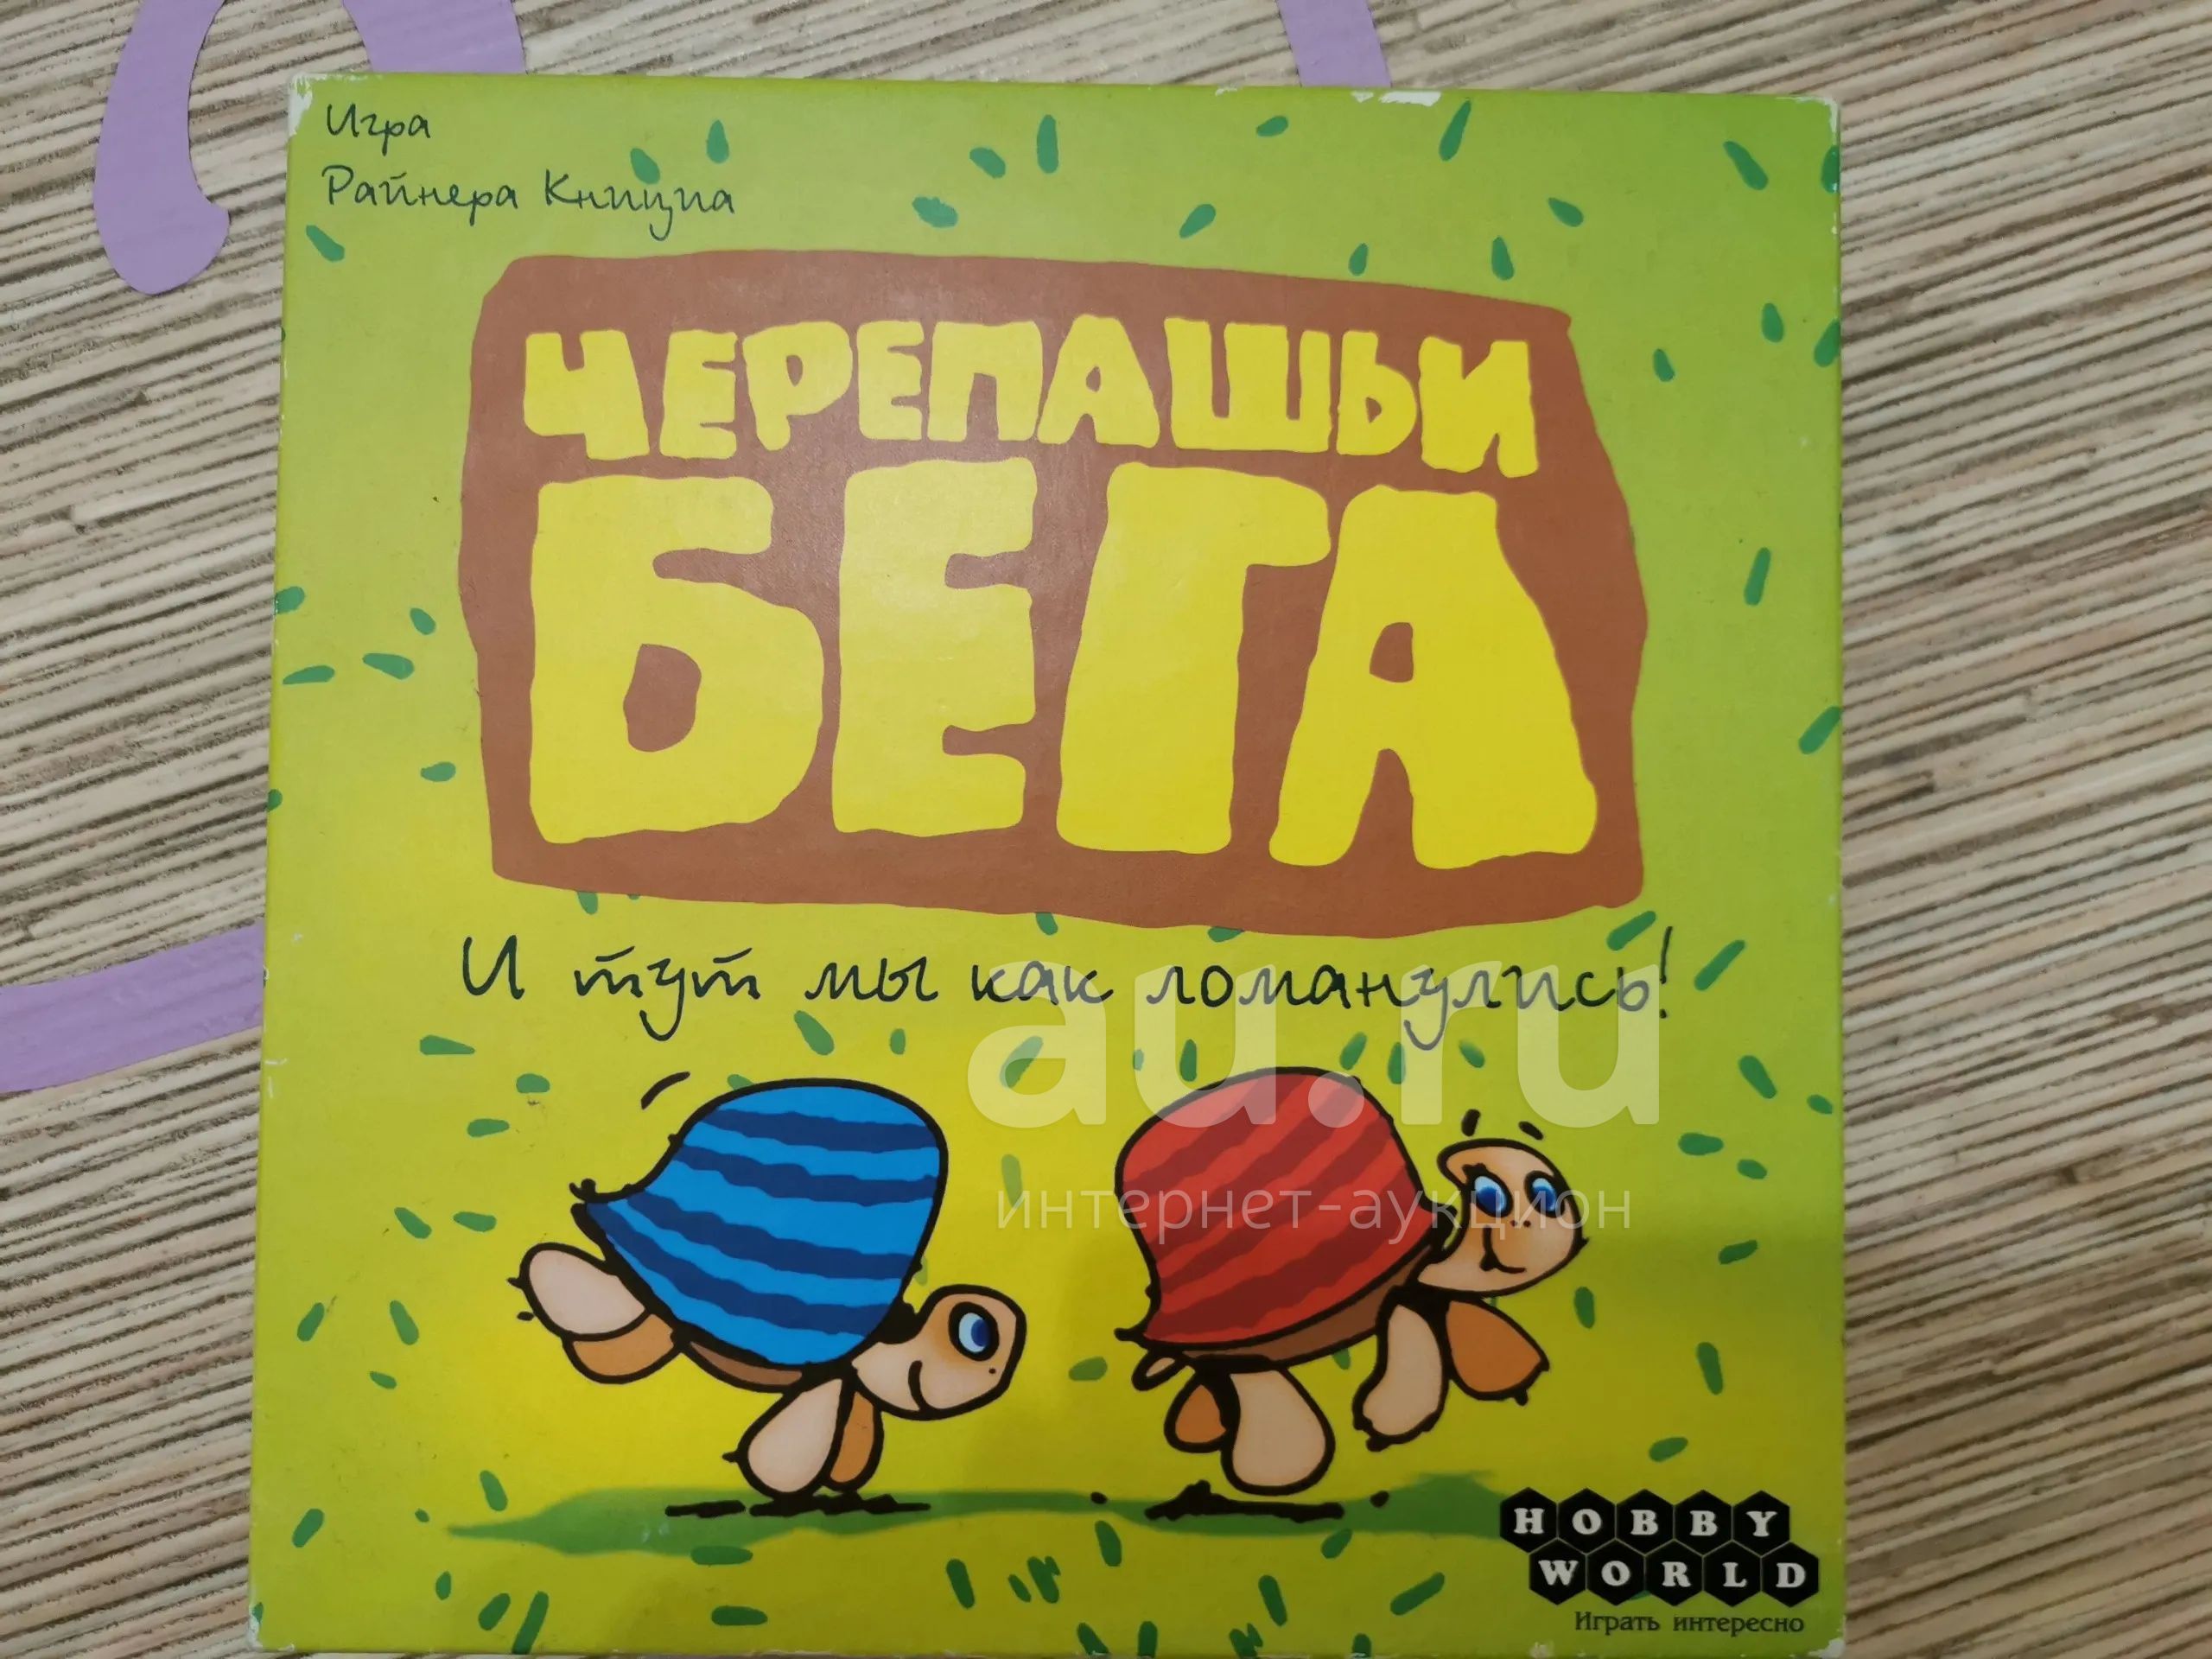 Игра
Райнера Книциа
ЧЕРЕПАШЬИ
БЕГА
И тут мы как ломанулись!
au.ru
интернет-аукцион
HOBBY
WORLD
Играть интересно